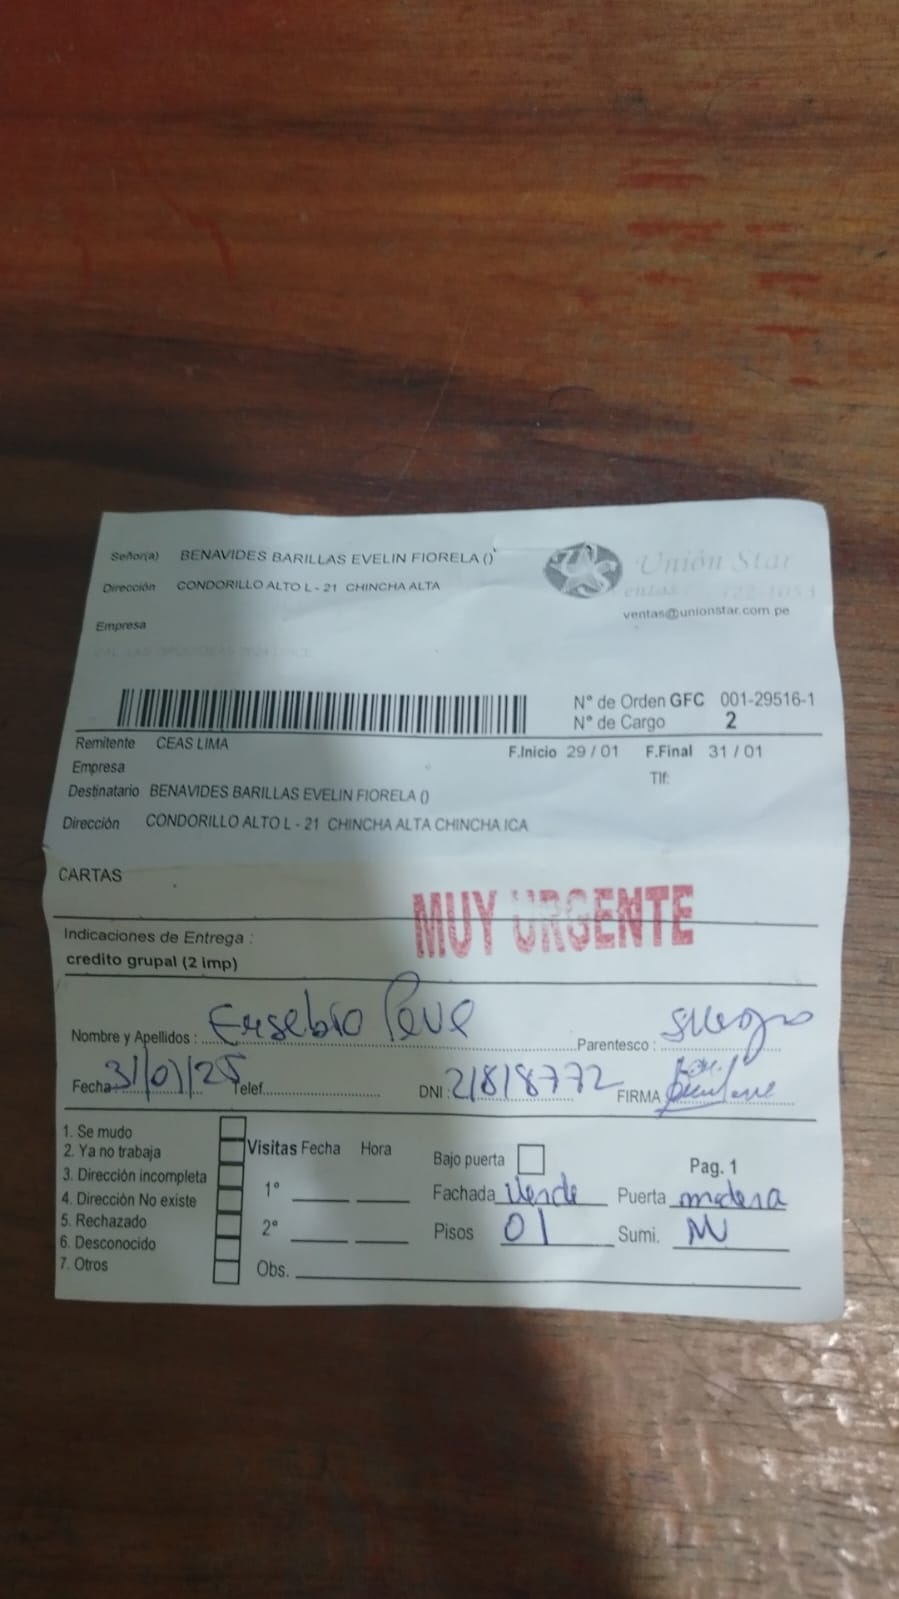 Señor(a) BENAVIDES BARILLAS EVELIN FIORELA ()
Unión Star
Dirección CONDORILLO ALTO L - 21 CHINCHA ALTA
ventas@unionstar.com.pe
Empresa
N° de Orden GFC 001-29516-1
N° de Cargo 2
Remitente CEAS LIMA
F.Inicio 29 / 01 F.Final 31 / 01
Empresa
Tlf:
Destinatario BENAVIDES BARILLAS EVELIN FIORELA ()
Dirección CONDORILLO ALTO L - 21 CHINCHA ALTA CHINCHA ICA
CARTAS
MUY URGENTE
Indicaciones de Entrega :
credito grupal (2 imp)
Nombre y Apellidos : Eusebio Peve Parentesco : suegro
Fecha 31/01/25 Telef. DNI : 21818772 FIRMA
1. Se mudo
2. Ya no trabaja
3. Dirección incompleta
4. Dirección No existe
5. Rechazado
6. Desconocido
7. Otros
Visitas Fecha Hora
1°
2°
Obs.
Bajo puerta
Pag. 1
Fachada Verde Puerta madera
Pisos 01 Sumi.